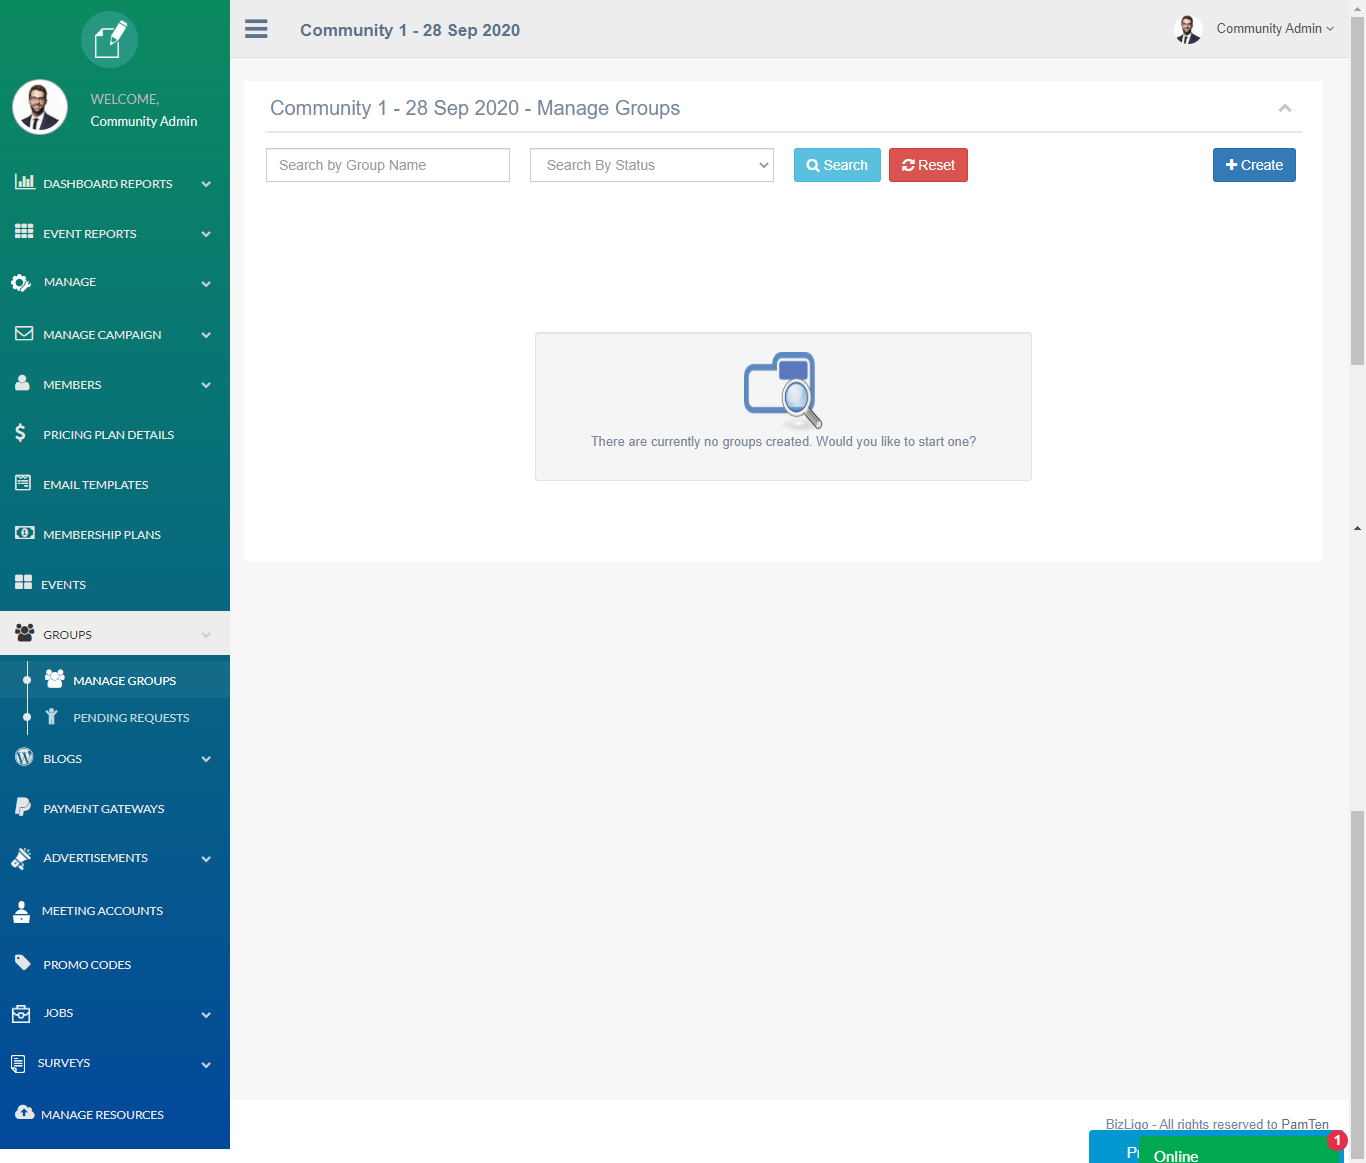 Community 1 - 28 Sep 2020
Community Admin
WELCOME,
Community Admin
DASHBOARD REPORTS
EVENT REPORTS
MANAGE
MANAGE CAMPAIGN
MEMBERS
PRICING PLAN DETAILS
EMAIL TEMPLATES
MEMBERSHIP PLANS
EVENTS
GROUPS
MANAGE GROUPS
PENDING REQUESTS
BLOGS
PAYMENT GATEWAYS
ADVERTISEMENTS
MEETING ACCOUNTS
PROMO CODES
JOBS
SURVEYS
MANAGE RESOURCES
Community 1 - 28 Sep 2020 - Manage Groups
Search by Group Name
Search By Status
Search
Reset
Create
There are currently no groups created. Would you like to start one?
BizLigo - All rights reserved to PamTen
Online
1